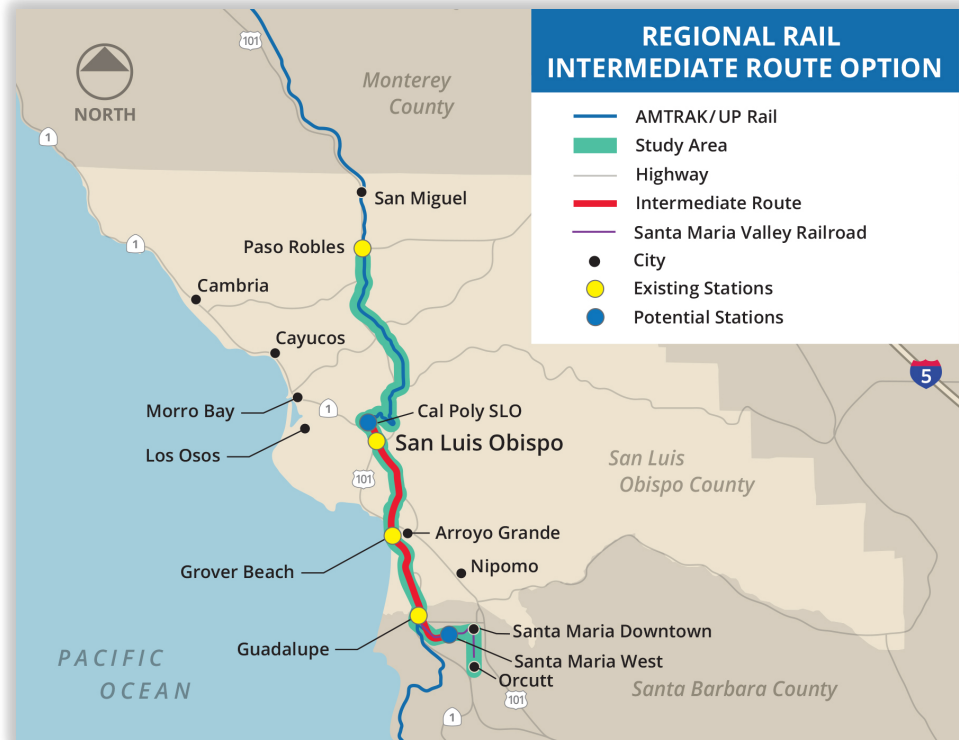 REGIONAL RAIL
INTERMEDIATE ROUTE OPTION
AMTRAK/UP Rail
Study Area
Highway
Intermediate Route
Santa Maria Valley Railroad
City
Existing Stations
Potential Stations
101
NORTH
Monterey
County
1
San Miguel
Paso Robles
1
Cambria
Cayucos
5
Morro Bay
1
Cal Poly SLO
Los Osos
San Luis Obispo
101
San Luis
Obispo County
Arroyo Grande
Grover Beach
Nipomo
Guadalupe
Santa Maria Downtown
Santa Maria West
Orcutt
PACIFIC
OCEAN
Santa Barbara County
101
1